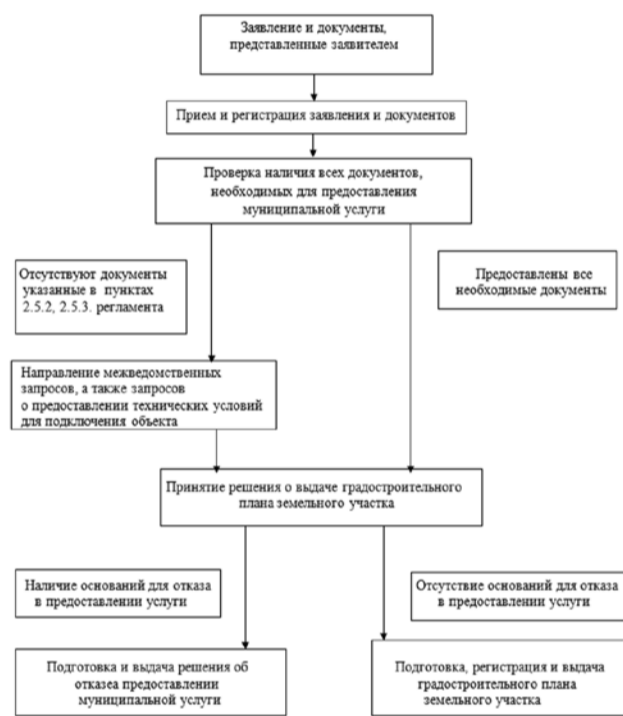 Заявление и документы,
представленные заявителем
Прием и регистрация заявления и документов
Проверка наличия всех документов,
необходимых для предоставления
муниципальной услуги
Отсутствуют документы
указанные в пунктах
2.5.2, 2.5.3. регламента
Предоставлены все
необходимые документы
Направление межведомственных
запросов, а также запросов
о предоставлении технических условий
для подключения объекта
Принятие решения о выдаче градостроительного
плана земельного участка
Наличие оснований для отказа
в предоставлении услуги
Отсутствие оснований для отказа
в предоставлении услуги
Подготовка и выдача решения об
отказеа предоставлении
муниципальной услуги
Подготовка, регистрация и выдача
градостроительного плана
земельного участка